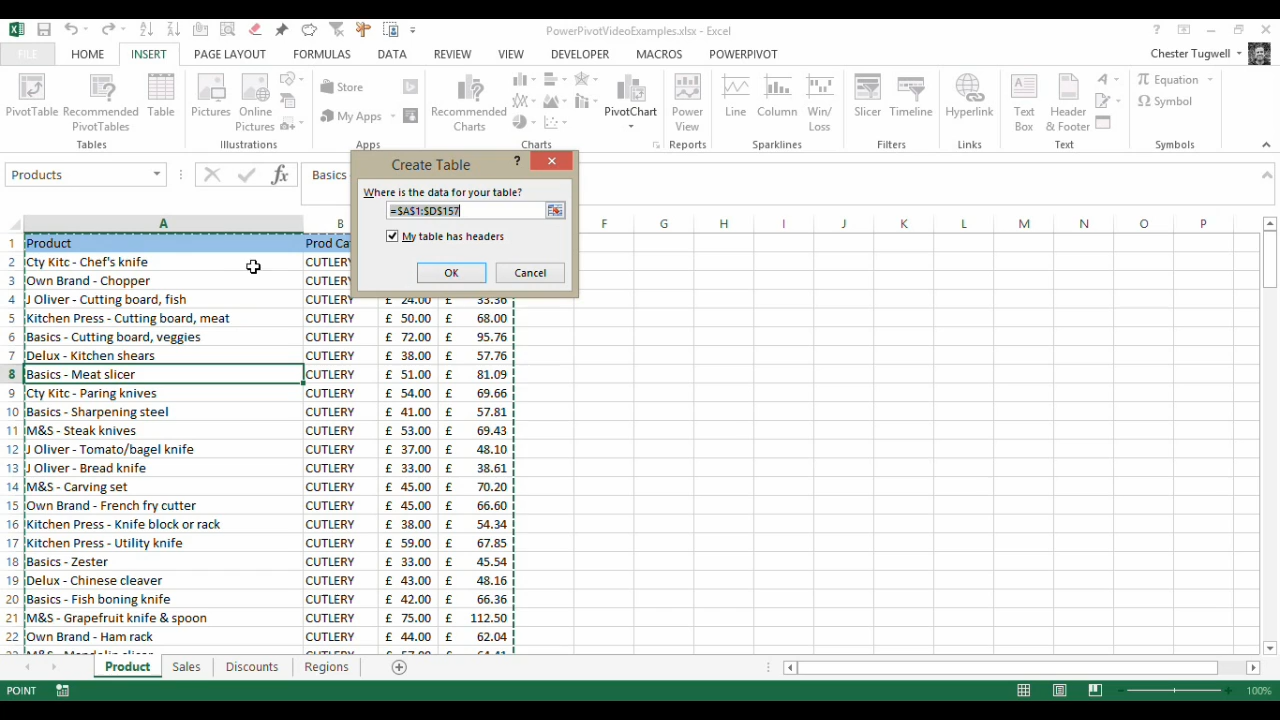 PowerPivotVideoExamples.xlsx - Excel
FILE HOME INSERT PAGE LAYOUT FORMULAS DATA REVIEW VIEW DEVELOPER MACROS POWERPIVOT Chester Tugwell
PivotTable Recommended PivotTables Table Pictures Online Pictures Store My Apps Recommended Charts PivotChart Power View Line Column Win/Loss Slicer Timeline Hyperlink Text Box Header & Footer Equation Symbol
Tables Illustrations Apps Charts Reports Sparklines Filters Links Text Symbols
Products fx Basics
Create Table ?
Where is the data for your table?
=$A$1:$D$157
My table has headers
OK Cancel
A B F G H I J K L M N O P
1 Product Prod Ca
2 Cty Kitc - Chef's knife CUTLERY
3 Own Brand - Chopper CUTLERY
4 J Oliver - Cutting board, fish CUTLERY £ 24.00 £ 33.36
5 Kitchen Press - Cutting board, meat CUTLERY £ 50.00 £ 68.00
6 Basics - Cutting board, veggies CUTLERY £ 72.00 £ 95.76
7 Delux - Kitchen shears CUTLERY £ 38.00 £ 57.76
8 Basics - Meat slicer CUTLERY £ 51.00 £ 81.09
9 Cty Kitc - Paring knives CUTLERY £ 54.00 £ 69.66
10 Basics - Sharpening steel CUTLERY £ 41.00 £ 57.81
11 M&S - Steak knives CUTLERY £ 53.00 £ 69.43
12 J Oliver - Tomato/bagel knife CUTLERY £ 37.00 £ 48.10
13 J Oliver - Bread knife CUTLERY £ 33.00 £ 38.61
14 M&S - Carving set CUTLERY £ 45.00 £ 70.20
15 Own Brand - French fry cutter CUTLERY £ 45.00 £ 66.60
16 Kitchen Press - Knife block or rack CUTLERY £ 38.00 £ 54.34
17 Kitchen Press - Utility knife CUTLERY £ 59.00 £ 67.85
18 Basics - Zester CUTLERY £ 33.00 £ 45.54
19 Delux - Chinese cleaver CUTLERY £ 43.00 £ 48.16
20 Basics - Fish boning knife CUTLERY £ 42.00 £ 66.36
21 M&S - Grapefruit knife & spoon CUTLERY £ 75.00 £ 112.50
22 Own Brand - Ham rack CUTLERY £ 44.00 £ 62.04
Product Sales Discounts Regions
POINT 100%